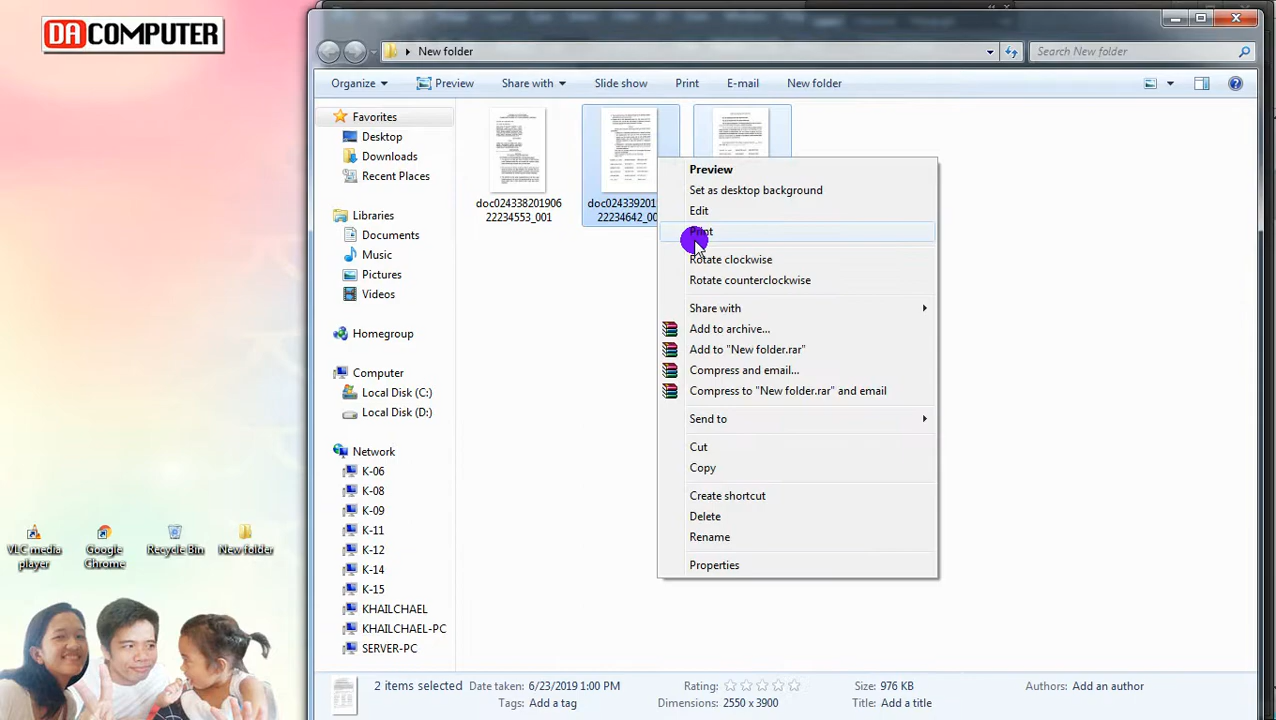 DA COMPUTER
New folder
Search New folder
Organize
Preview
Share with
Slide show
Print
E-mail
New folder
Favorites
Desktop
Downloads
Recent Places
Libraries
Documents
Music
Pictures
Videos
Homegroup
Computer
Local Disk (C:)
Local Disk (D:)
Network
K-06
K-08
K-09
K-11
K-12
K-14
K-15
KHAILCHAEL
KHAILCHAEL-PC
SERVER-PC
doc024338201906
22234553_001
doc024339201
22234642_00
Preview
Set as desktop background
Edit
Print
Rotate clockwise
Rotate counterclockwise
Share with
Add to archive...
Add to "New folder.rar"
Compress and email...
Compress to "New folder.rar" and email
Send to
Cut
Copy
Create shortcut
Delete
Rename
Properties
VLC media
player
Google
Chrome
Recycle Bin
New folder
2 items selected
Date taken: 6/23/2019 1:00 PM
Tags: Add a tag
Rating:
Dimensions: 2550 x 3900
Size: 976 KB
Title: Add a title
Authors: Add an author